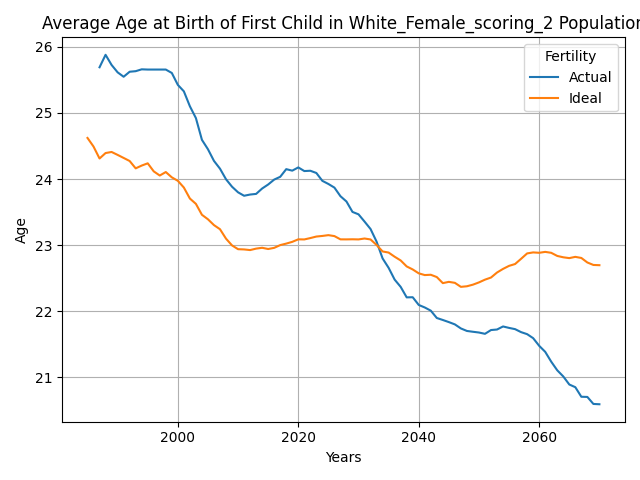 Average Age at Birth of First Child in White_Female_scoring_2 Population
Fertility
Actual
Ideal
26
25
24
23
22
21
Age
2000 2020 2040 2060
Years